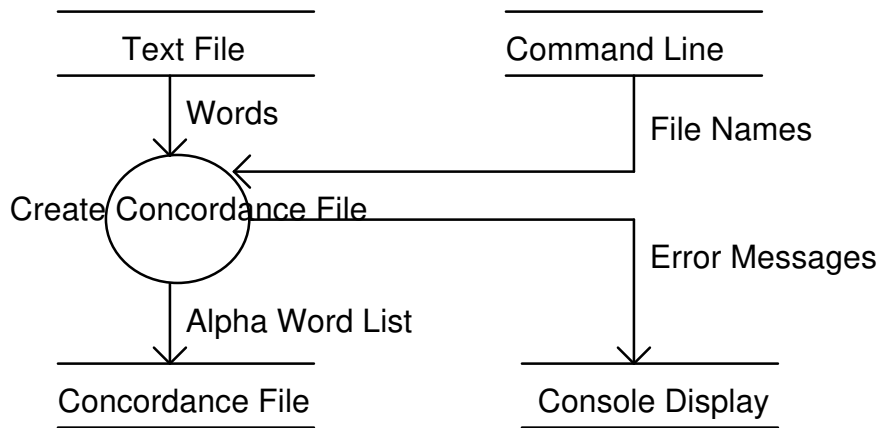 Text File
Command Line
Words
File Names
Create Concordance File
Error Messages
Alpha Word List
Concordance File
Console Display